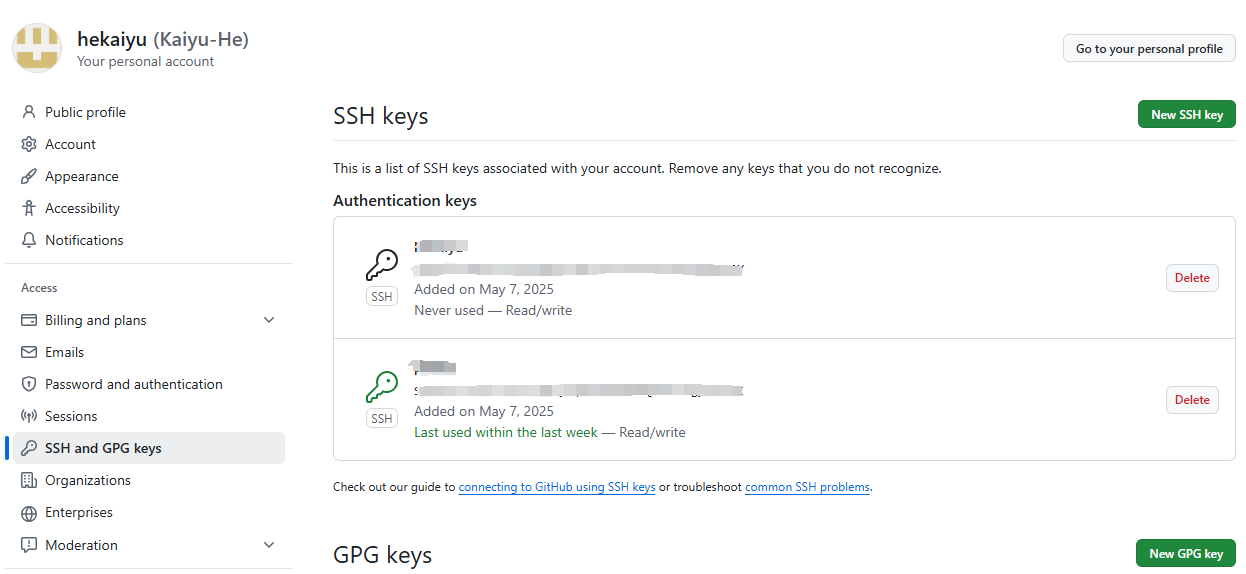 hekaiyu (Kaiyu-He)
Your personal account
Go to your personal profile
Public profile
Account
Appearance
Accessibility
Notifications
Access
Billing and plans
Emails
Password and authentication
Sessions
SSH and GPG keys
Organizations
Enterprises
Moderation
SSH keys
New SSH key
This is a list of SSH keys associated with your account. Remove any keys that you do not recognize.
Authentication keys
SSH
Added on May 7, 2025
Never used — Read/write
Delete
SSH
Added on May 7, 2025
Last used within the last week — Read/write
Delete
Check out our guide to connecting to GitHub using SSH keys or troubleshoot common SSH problems.
GPG keys
New GPG key